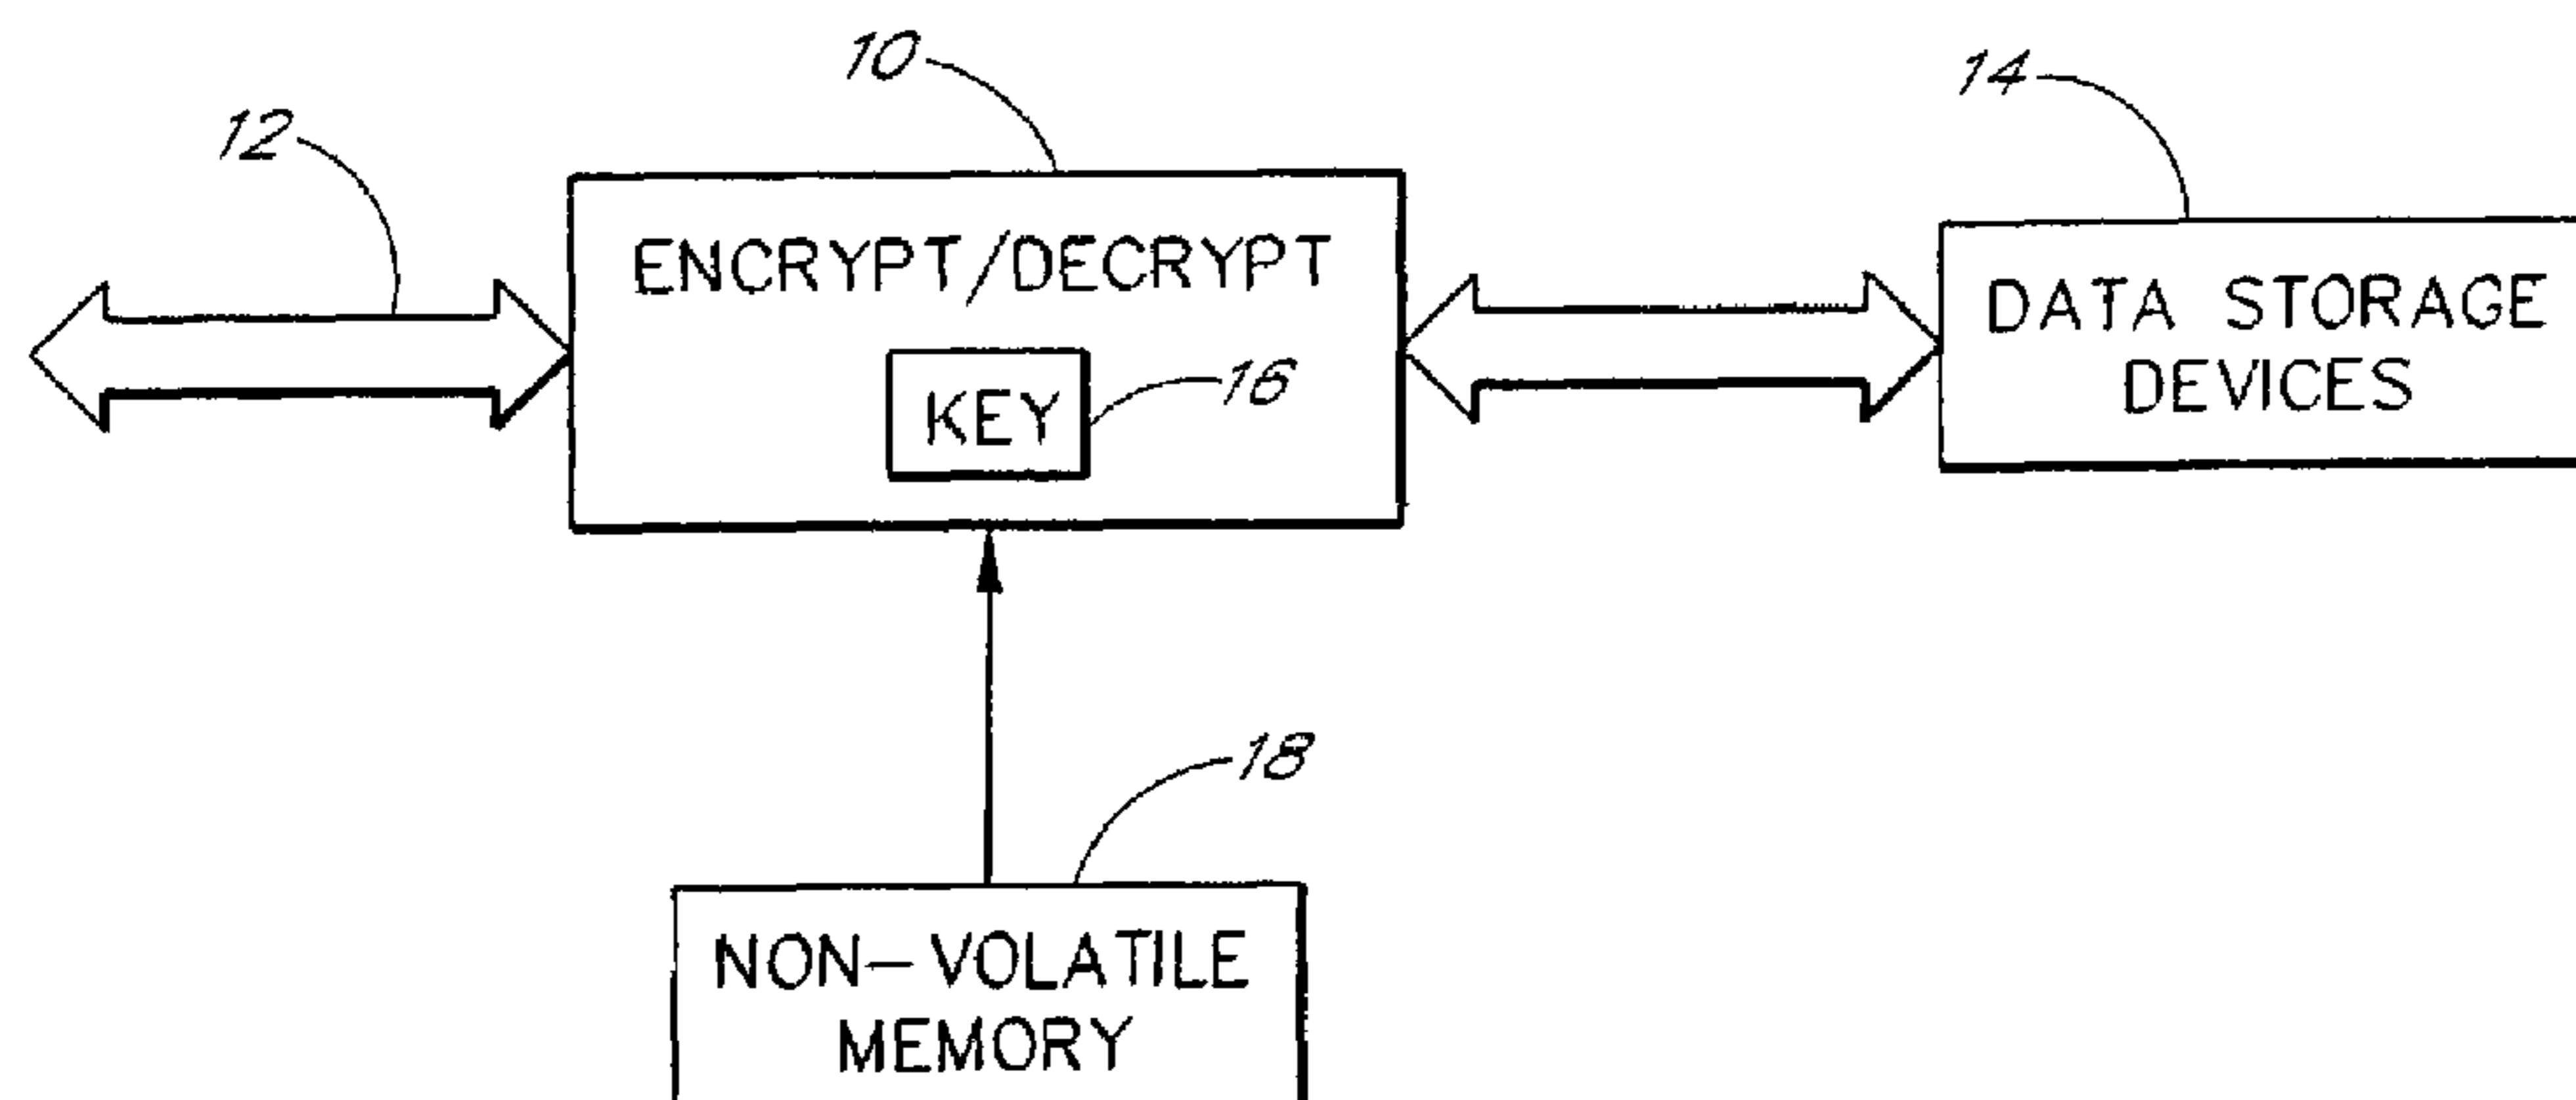 10
14
12
ENCRYPT/DECRYPT
DATA STORAGE
DEVICES
KEY
16
18
NON-VOLATILE
MEMORY